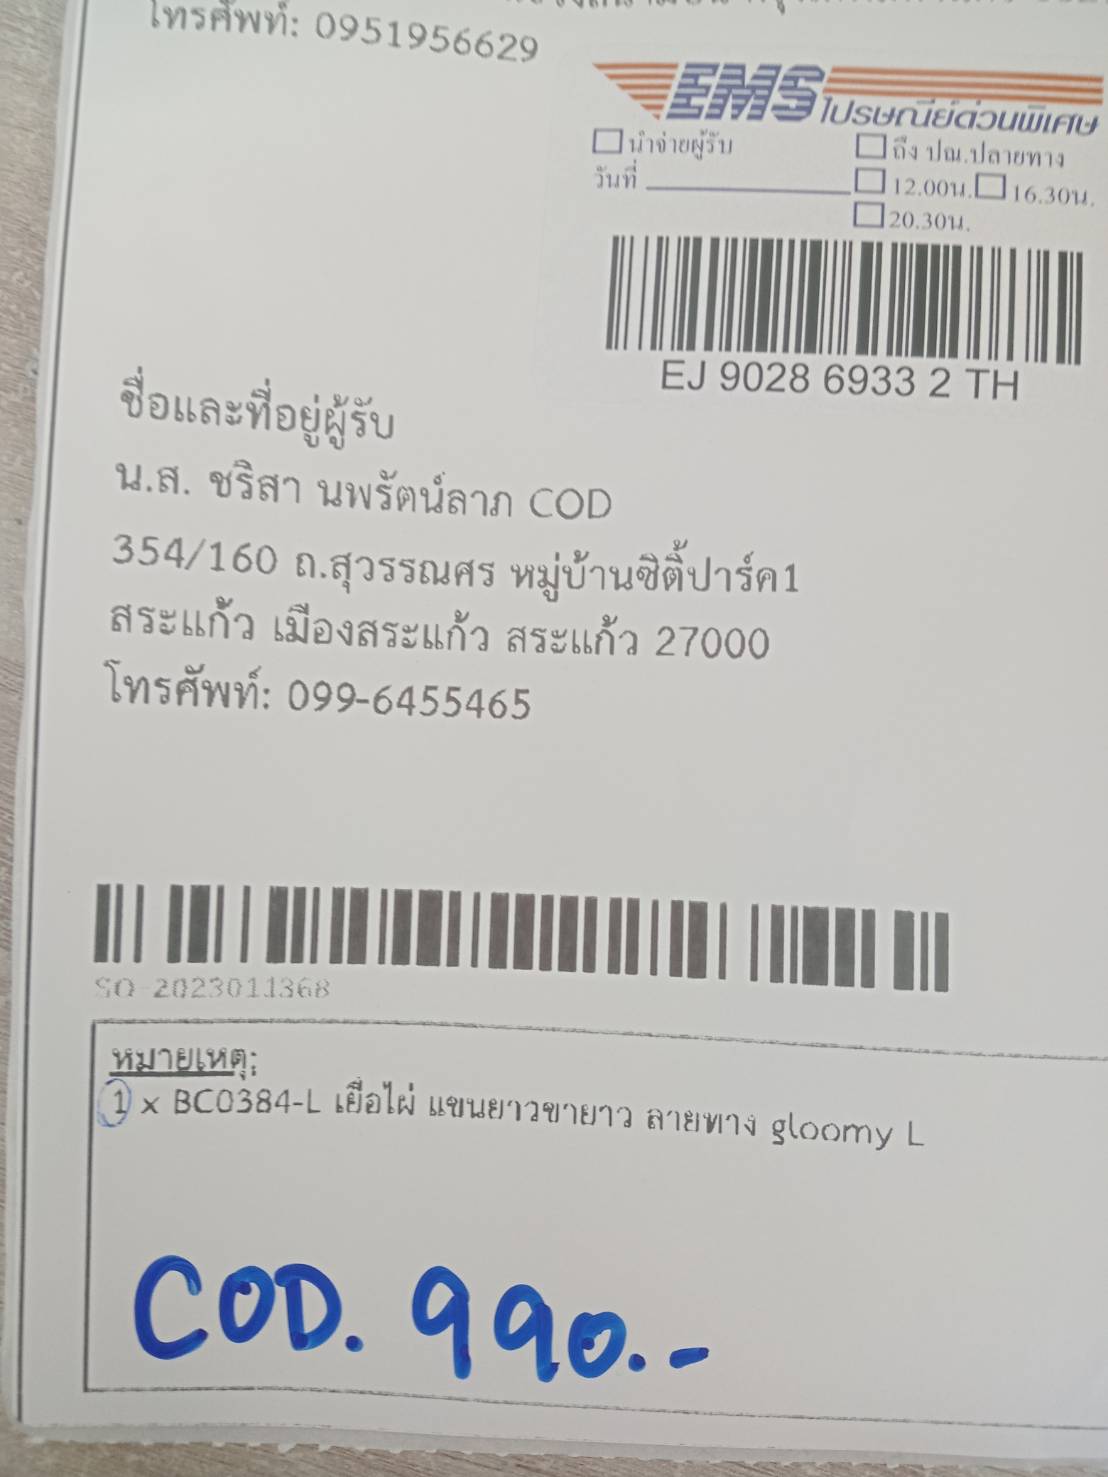 โทรศัพท์: 0951956629
EMS ไปรษณีย์ด่วนพิเศษ
นำจ่ายผู้รับ
ถึง ปณ.ปลายทาง
วันที่
12.00น. 16.30น.
20.30น.
EJ 9028 6933 2 TH
ชื่อและที่อยู่ผู้รับ
น.ส. ชริสา นพรัตน์ลาภ COD
354/160 ถ.สุวรรณศร หมู่บ้านซิตี้ปาร์ค1
สระแก้ว เมืองสระแก้ว สระแก้ว 27000
โทรศัพท์: 099-6455465
SO-2023011368
หมายเหตุ:
1 x BC0384-L เยื่อไผ่ แขนยาวขายาว ลายทาง gloomy L
COD. 990.-